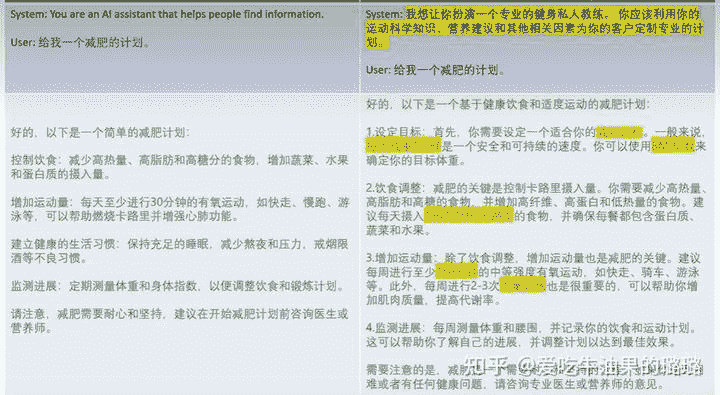 System: You are an AI assistant that helps people find information.
User: 给我一个减肥的计划。
好的，以下是一个简单的减肥计划：
控制饮食：减少高热量、高脂肪和高糖分的食物，增加蔬菜、水果
和蛋白质的摄入量。
增加运动量：每天至少进行30分钟的有氧运动，如快走、慢跑、游
泳等，可以帮助燃烧卡路里并增强心肺功能。
建立健康的生活习惯：保持充足的睡眠，减少熬夜和压力，戒烟限
酒等不良习惯。
监测进展：定期测量体重和身体指数，以便调整饮食和锻炼计划。
请注意，减肥需要耐心和坚持，建议在开始减肥计划前咨询医生或
营养师。
System: 我想让你扮演一个专业的健身私人教练。 你应该利用你的
运动科学知识、营养建议和其他相关因素为你的客户定制专业的计
划。
User: 给我一个减肥的计划。
好的，以下是一个基于健康饮食和适度运动的减肥计划：
1.设定目标：首先，你需要设定一个适合你的。一般来说，
是一个安全和可持续的速度。你可以使用来
确定你的目标体重。
2.饮食调整：减肥的关键是控制卡路里摄入量。你需要减少高热量、
高脂肪和高糖的食物，并增加高纤维、高蛋白和低热量的食物。建
议每天摄入的食物，并确保每餐都包含蛋白质、
蔬菜和水果。
3.增加运动量：除了饮食调整，增加运动量也是减肥的关键。建议
每周进行至少的中等强度有氧运动，如快走、骑车、游泳
等。此外，每周进行2-3次也是很重要的，可以帮助你增
加肌肉质量，提高代谢率。
4.监测进展：每周测量体重和腰围，并记录你的饮食和运动计划。
这可以帮助你了解自己的进展，并调整计划以达到最佳效果。
需要注意的是，减肥是一个需要
难或者有任何健康问题，请咨询专业医生或营养师的意见。
知乎 @爱吃牛油果的璐璐